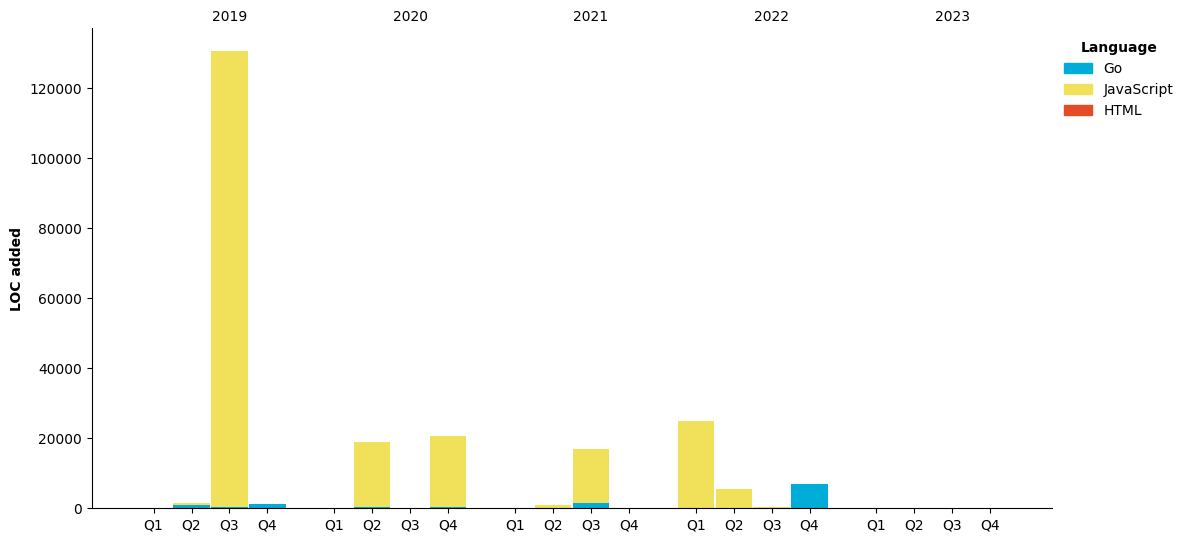 2019 2020 2021 2022 2023
Language
Go
JavaScript
HTML
LOC added
120000
100000
80000
60000
40000
20000
0
Q1 Q2 Q3 Q4 Q1 Q2 Q3 Q4 Q1 Q2 Q3 Q4 Q1 Q2 Q3 Q4 Q1 Q2 Q3 Q4